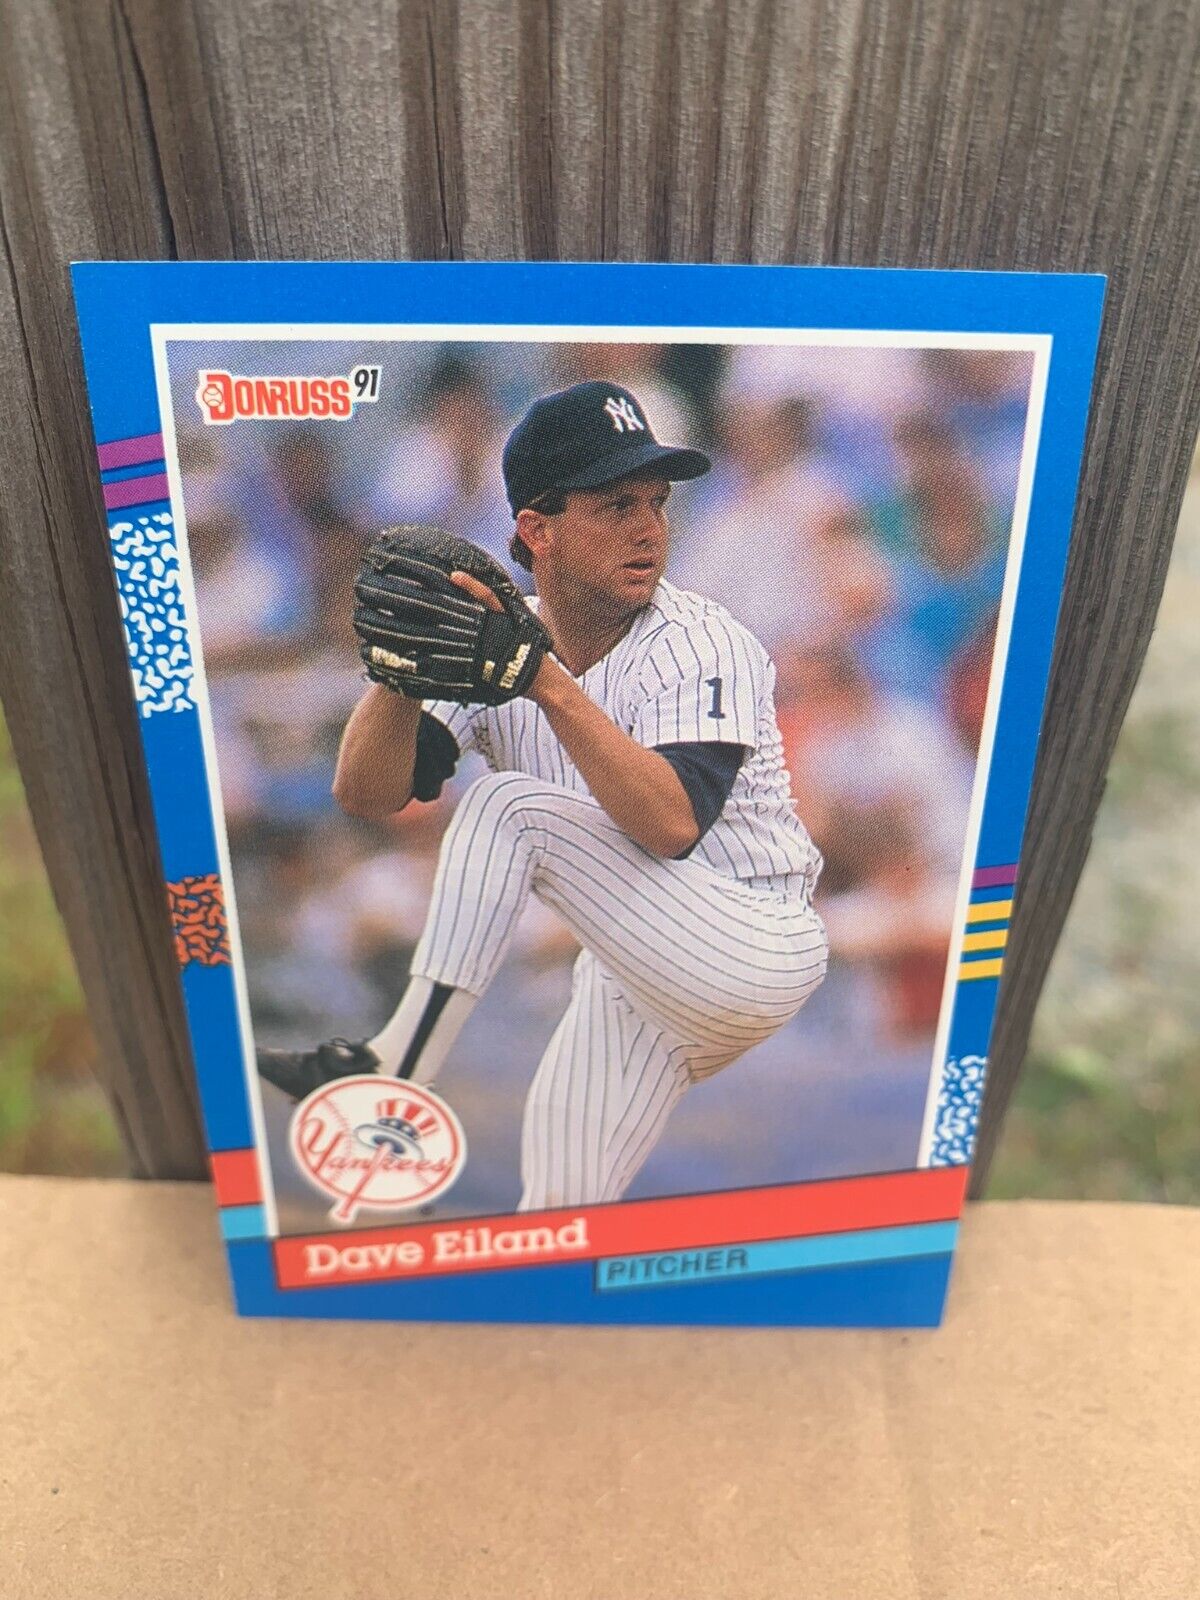 DONRUSS 91
NY
Wilson
1
Yankees
Dave Eiland
PITCHER